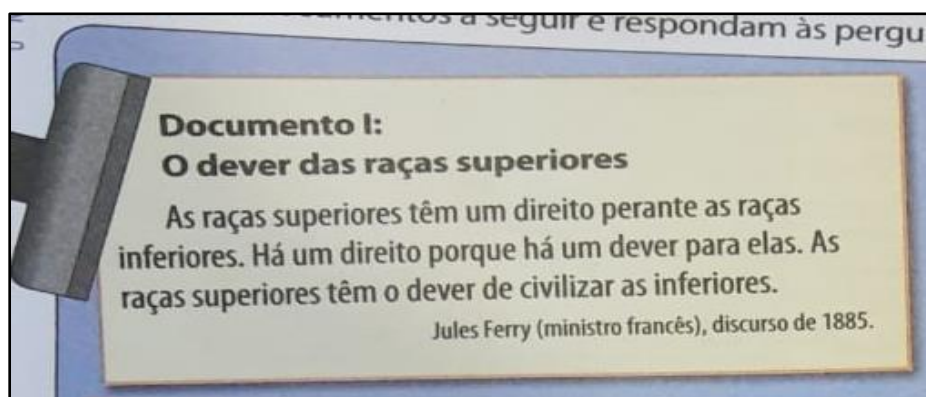 a seguir e respondam às pergu
Documento I:
O dever das raças superiores
As raças superiores têm um direito perante as raças
inferiores. Há um direito porque há um dever para elas. As
raças superiores têm o dever de civilizar as inferiores.
Jules Ferry (ministro francês), discurso de 1885.